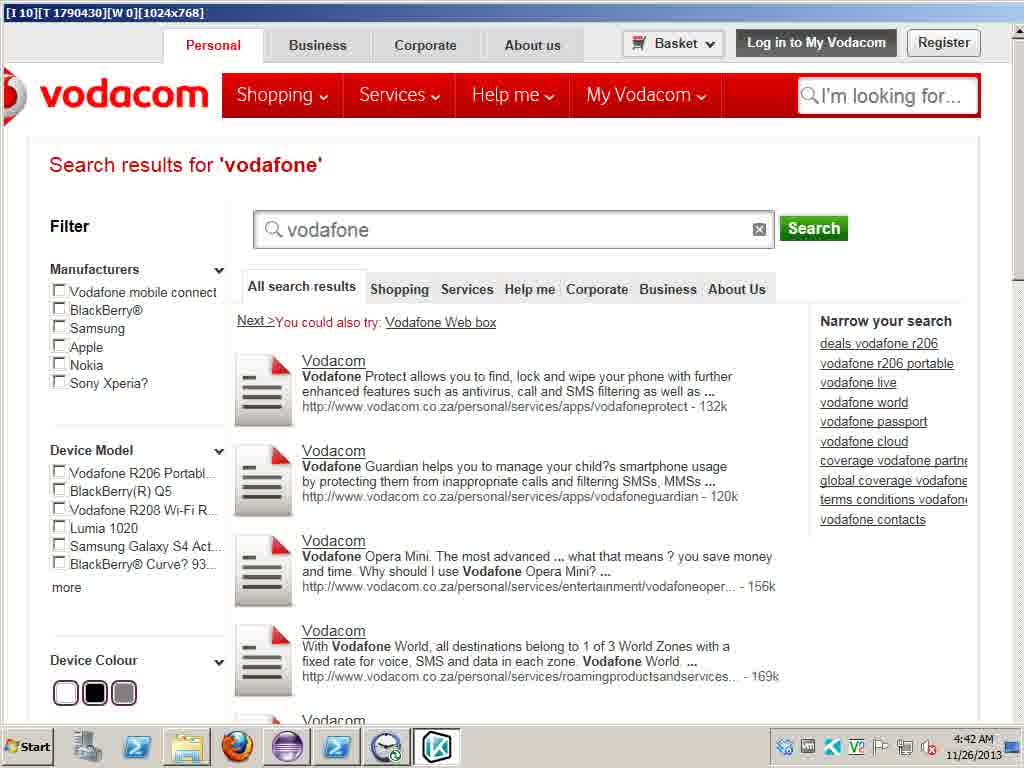 [I 10][T 1790430][W 0][1024x768]
Personal Business Corporate About us Basket Log in to My Vodacom Register
vodacom Shopping Services Help me My Vodacom I'm looking for...
Search results for 'vodafone'
Filter
vodafone Search
Manufacturers
Vodafone mobile connect
BlackBerry®
Samsung
Apple
Nokia
Sony Xperia?
Device Model
Vodafone R206 Portabl...
BlackBerry(R) Q5
Vodafone R208 Wi-Fi R...
Lumia 1020
Samsung Galaxy S4 Act...
BlackBerry® Curve? 93...
more
Device Colour
All search results Shopping Services Help me Corporate Business About Us
Next >You could also try: Vodafone Web box
Vodacom
Vodafone Protect allows you to find, lock and wipe your phone with further
enhanced features such as antivirus, call and SMS filtering as well as ...
http://www.vodacom.co.za/personal/services/apps/vodafoneprotect - 132k
Vodacom
Vodafone Guardian helps you to manage your child?s smartphone usage
by protecting them from inappropriate calls and filtering SMSs, MMSs ...
http://www.vodacom.co.za/personal/services/apps/vodafoneguardian - 120k
Vodacom
Vodafone Opera Mini. The most advanced ... what that means ? you save money
and time. Why should I use Vodafone Opera Mini? ...
http://www.vodacom.co.za/personal/services/entertainment/vodafoneoper... - 156k
Vodacom
With Vodafone World, all destinations belong to 1 of 3 World Zones with a
fixed rate for voice, SMS and data in each zone. Vodafone World. ...
http://www.vodacom.co.za/personal/services/roamingproductsandservices... - 169k
Vodacom
Narrow your search
deals vodafone r206
vodafone r206 portable
vodafone live
vodafone world
vodafone passport
vodafone cloud
coverage vodafone partne
global coverage vodafone
terms conditions vodafone
vodafone contacts
Start
4:42 AM
11/26/2013